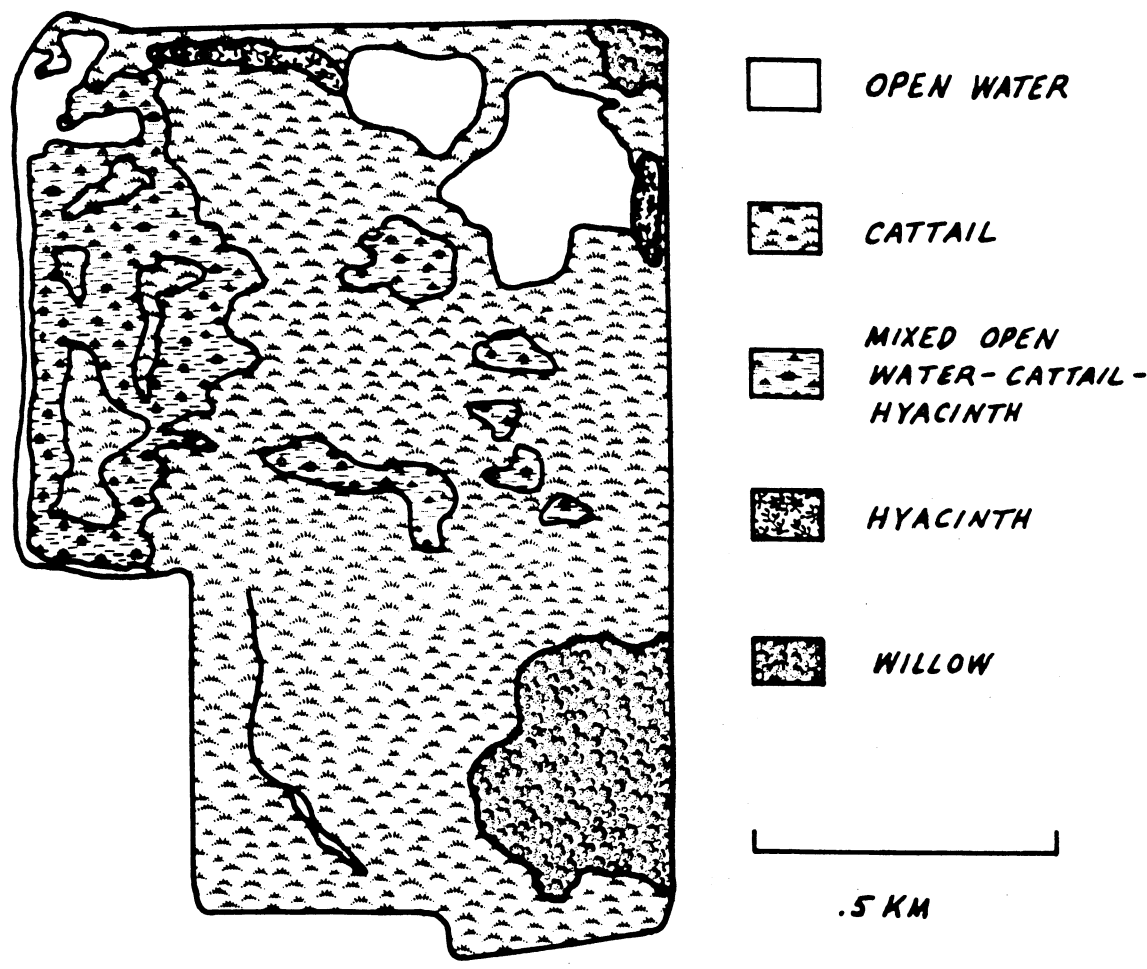 OPEN WATER
CATTAIL
MIXED OPEN
WATER-CATTAIL-
HYACINTH
HYACINTH
WILLOW
.5 KM